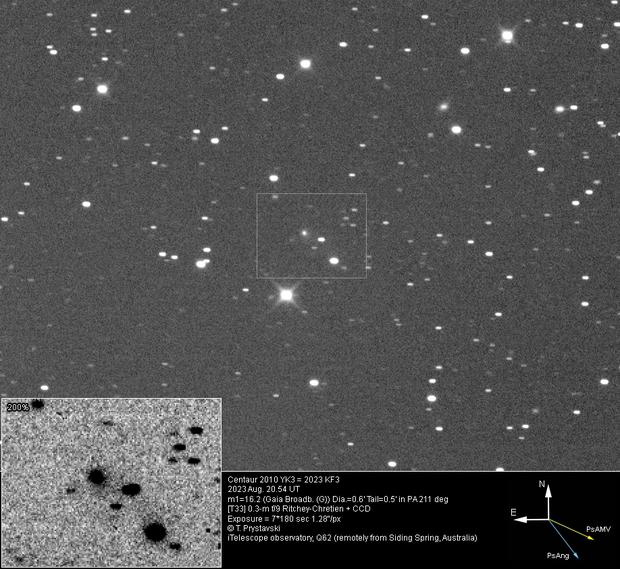 200%
Centaur 2010 YK3 = 2023 KF3
2023 Aug. 20.54 UT
m1=16.2 (Gaia Broadb. (G)) Dia.=0.6' Tail=0.5' in PA 211 deg
[T33] 0.3-m f/9 Ritchey-Chretien + CCD
Exposure = 7*180 sec 1.28"/px
© T. Prystavski
iTelescope observatory, Q62 (remotely from Siding Spring, Australia)
N
E
PsAMV
PsAng